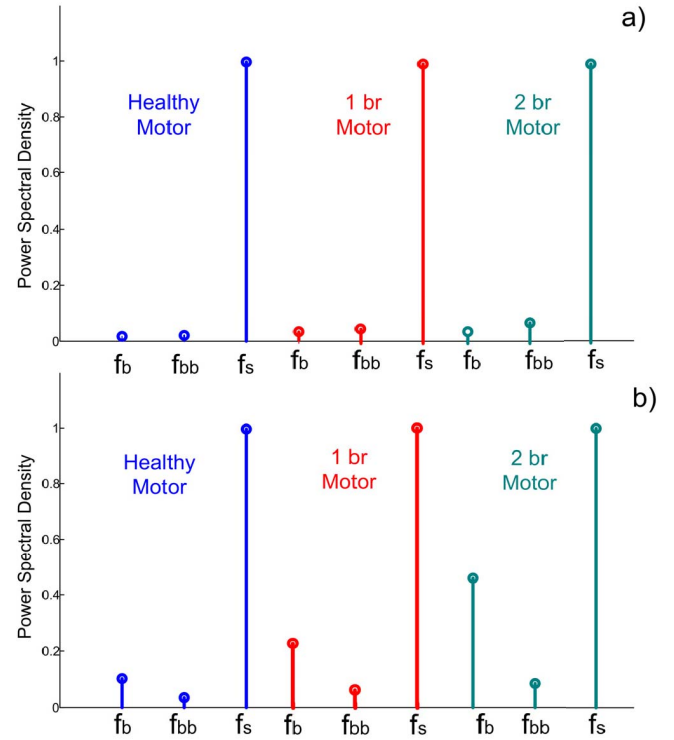 a)
Power Spectral Density
1
0.8
0.6
0.4
0.2
0
Healthy
Motor
1 br
Motor
2 br
Motor
fb fbb fs fb fbb fs fb fbb fs
b)
Power Spectral Density
1
0.8
0.6
0.4
0.2
0
Healthy
Motor
1 br
Motor
2 br
Motor
fb fbb fs fb fbb fs fb fbb fs